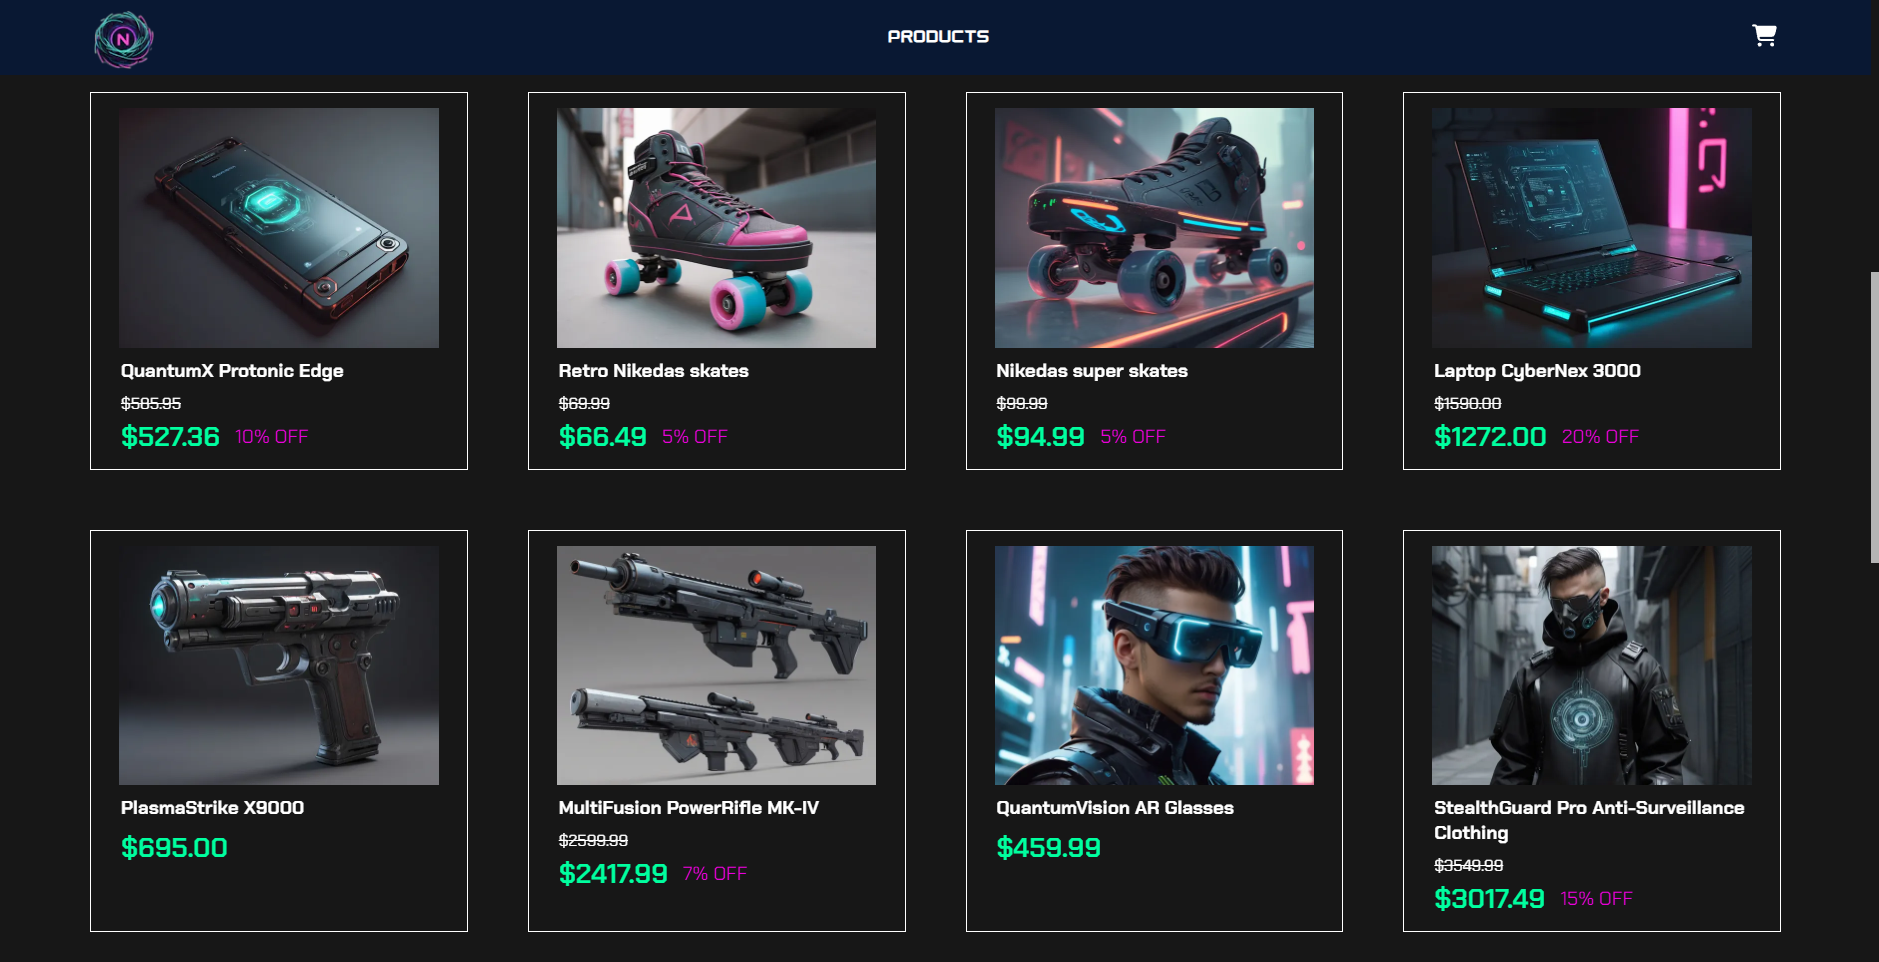 N
PRODUCTS
QuantumX Protonic Edge
$585.95
$527.36 10% OFF
Retro Nikedas skates
$69.99
$66.49 5% OFF
Nikedas super skates
$99.99
$94.99 5% OFF
Laptop CyberNex 3000
$1590.00
$1272.00 20% OFF
PlasmaStrike X9000
$695.00
MultiFusion PowerRifle MK-IV
$2599.99
$2417.99 7% OFF
QuantumVision AR Glasses
$459.99
StealthGuard Pro Anti-Surveillance
Clothing
$3549.99
$3017.49 15% OFF